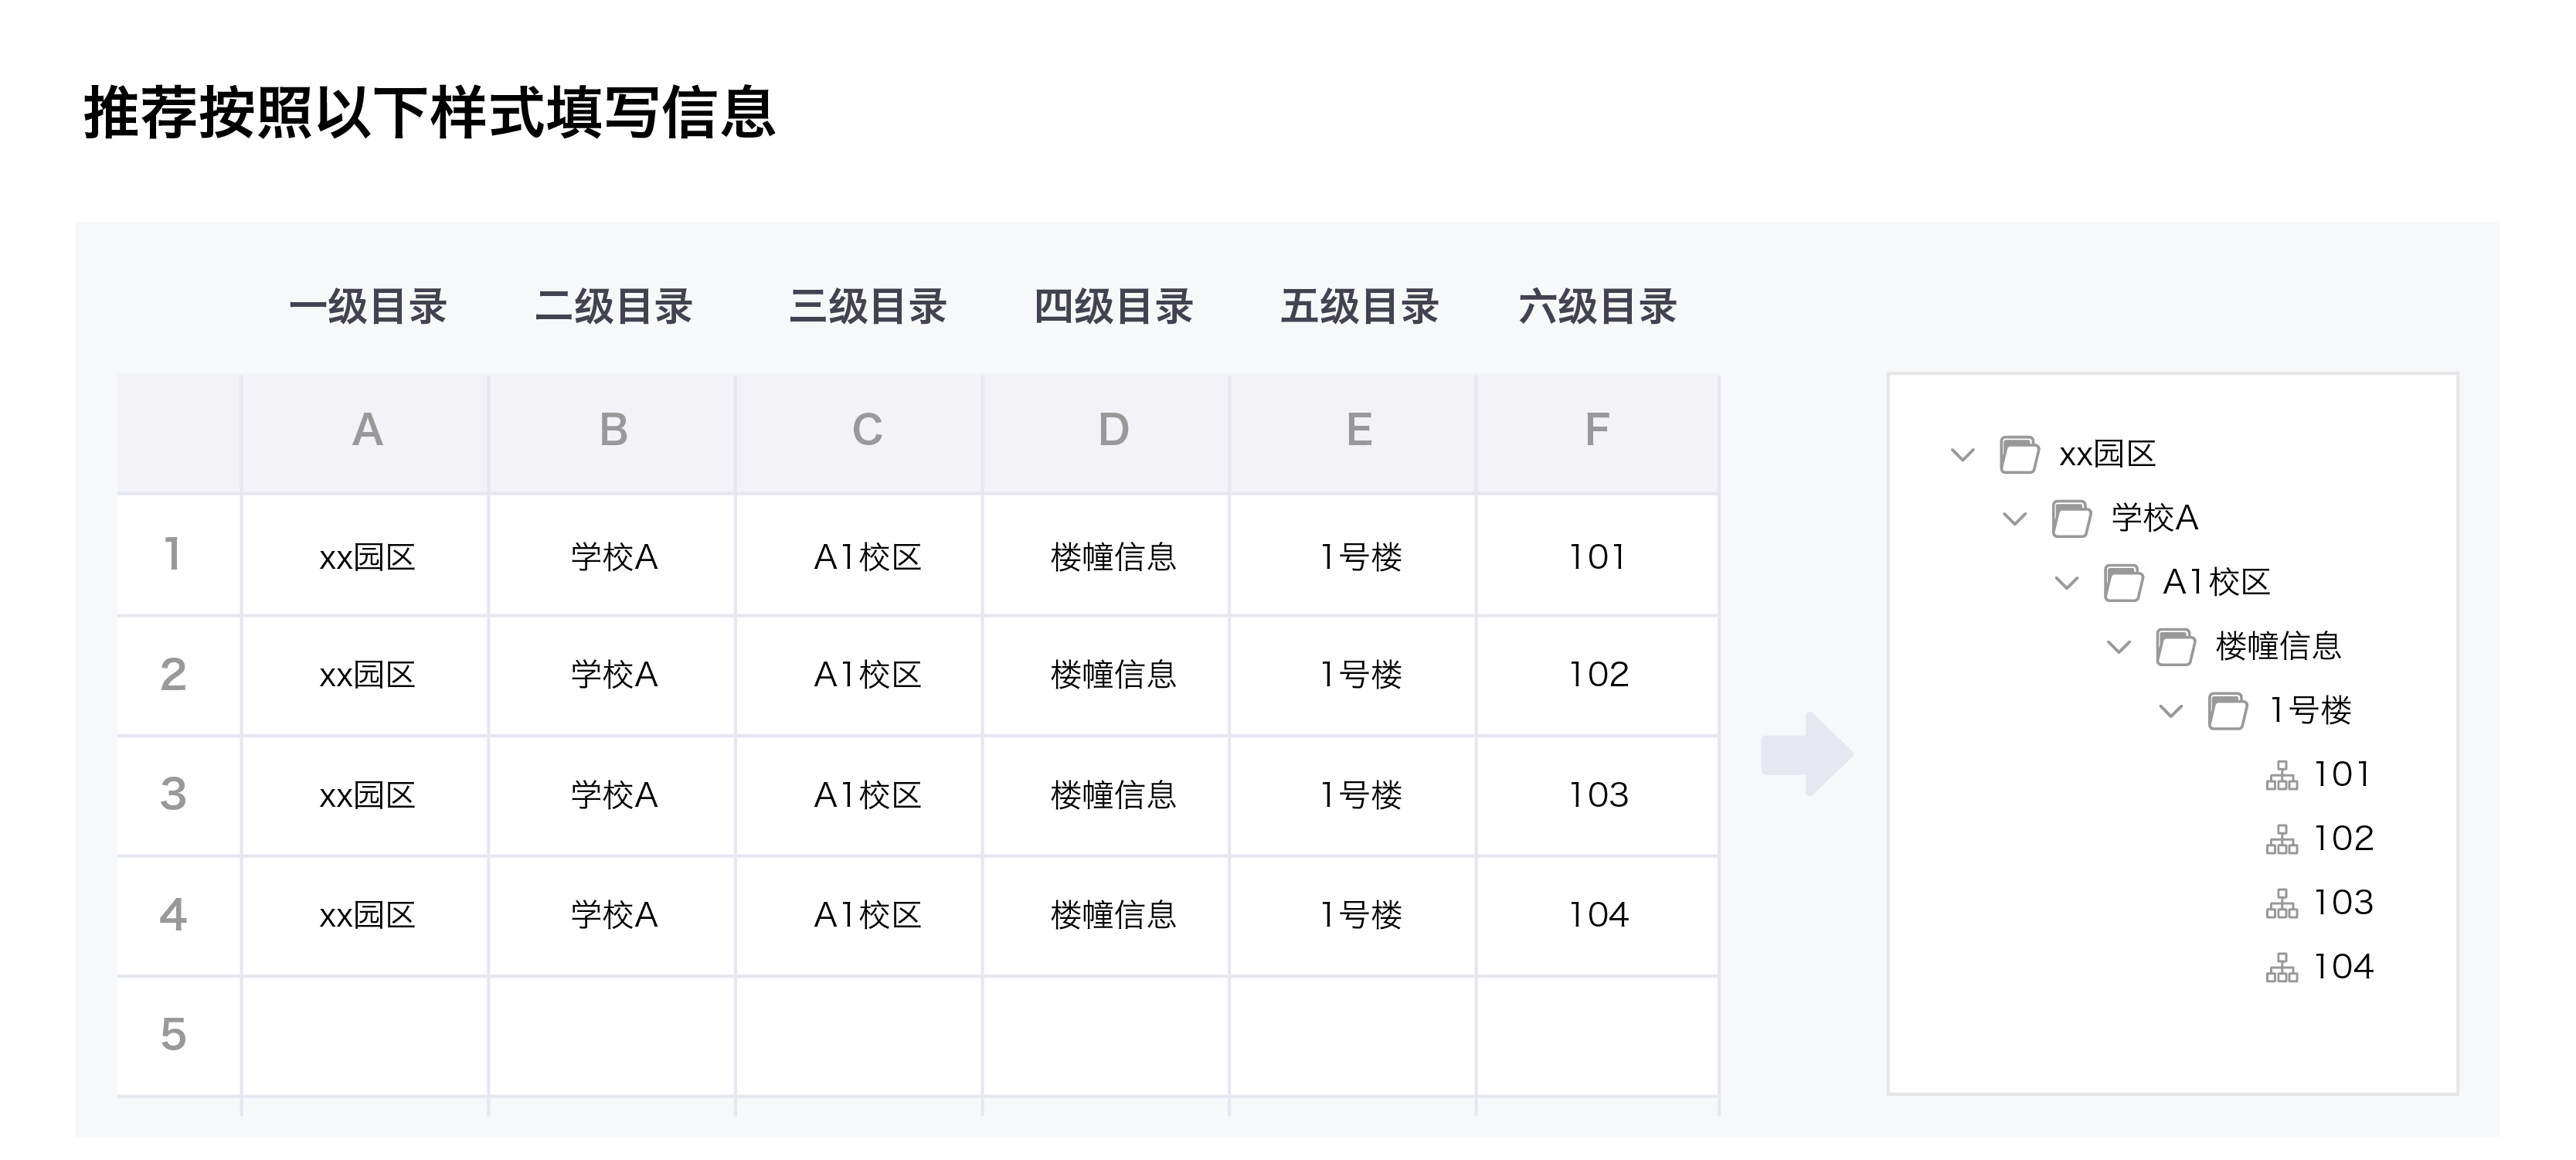 推荐按照以下样式填写信息
一级目录 二级目录 三级目录 四级目录 五级目录 六级目录
A B C D E F
1 xx园区 学校A A1校区 楼幢信息 1号楼 101
2 xx园区 学校A A1校区 楼幢信息 1号楼 102
3 xx园区 学校A A1校区 楼幢信息 1号楼 103
4 xx园区 学校A A1校区 楼幢信息 1号楼 104
5
xx园区
学校A
A1校区
楼幢信息
1号楼
101
102
103
104